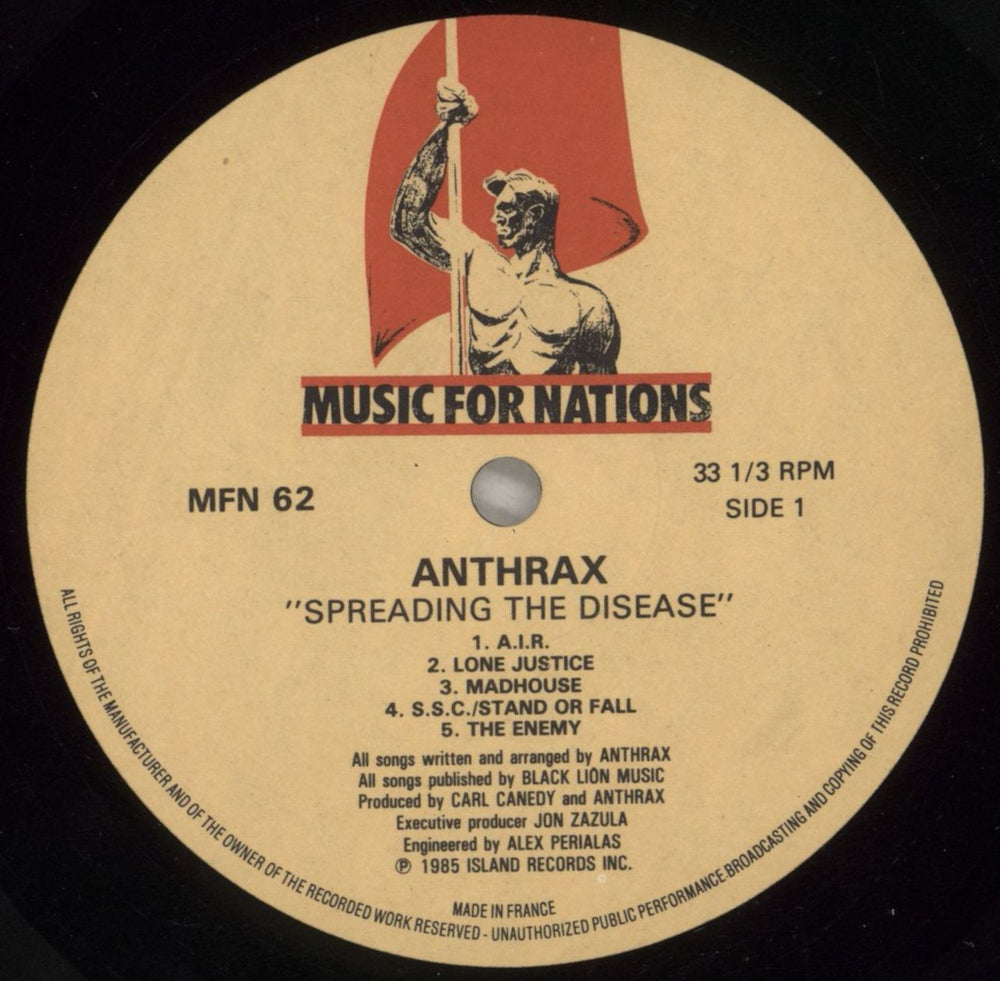 MUSIC FOR NATIONS
MFN 62
33 1/3 RPM
SIDE 1
ANTHRAX
"SPREADING THE DISEASE"
1. A.I.R.
2. LONE JUSTICE
3. MADHOUSE
4. S.S.C./STAND OR FALL
5. THE ENEMY
All songs written and arranged by ANTHRAX
All songs published by BLACK LION MUSIC
Produced by CARL CANEDY and ANTHRAX
Executive producer JON ZAZULA
Engineered by ALEX PERIALAS
℗ 1985 ISLAND RECORDS INC.
MADE IN FRANCE
ALL RIGHTS OF THE MANUFACTURER AND OF THE OWNER OF THE RECORDED WORK RESERVED - UNAUTHORIZED PUBLIC PERFORMANCE.BROADCASTING AND COPYING OF THIS RECORD PROHIBITED